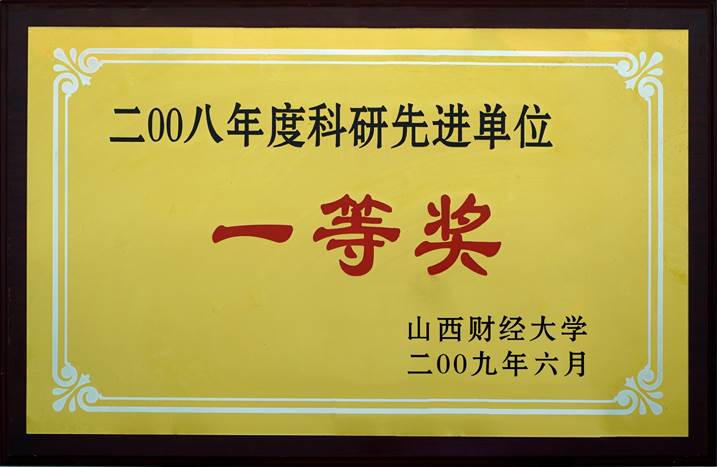 二00八年度科研先进单位
一等奖
山西财经大学
二00九年六月